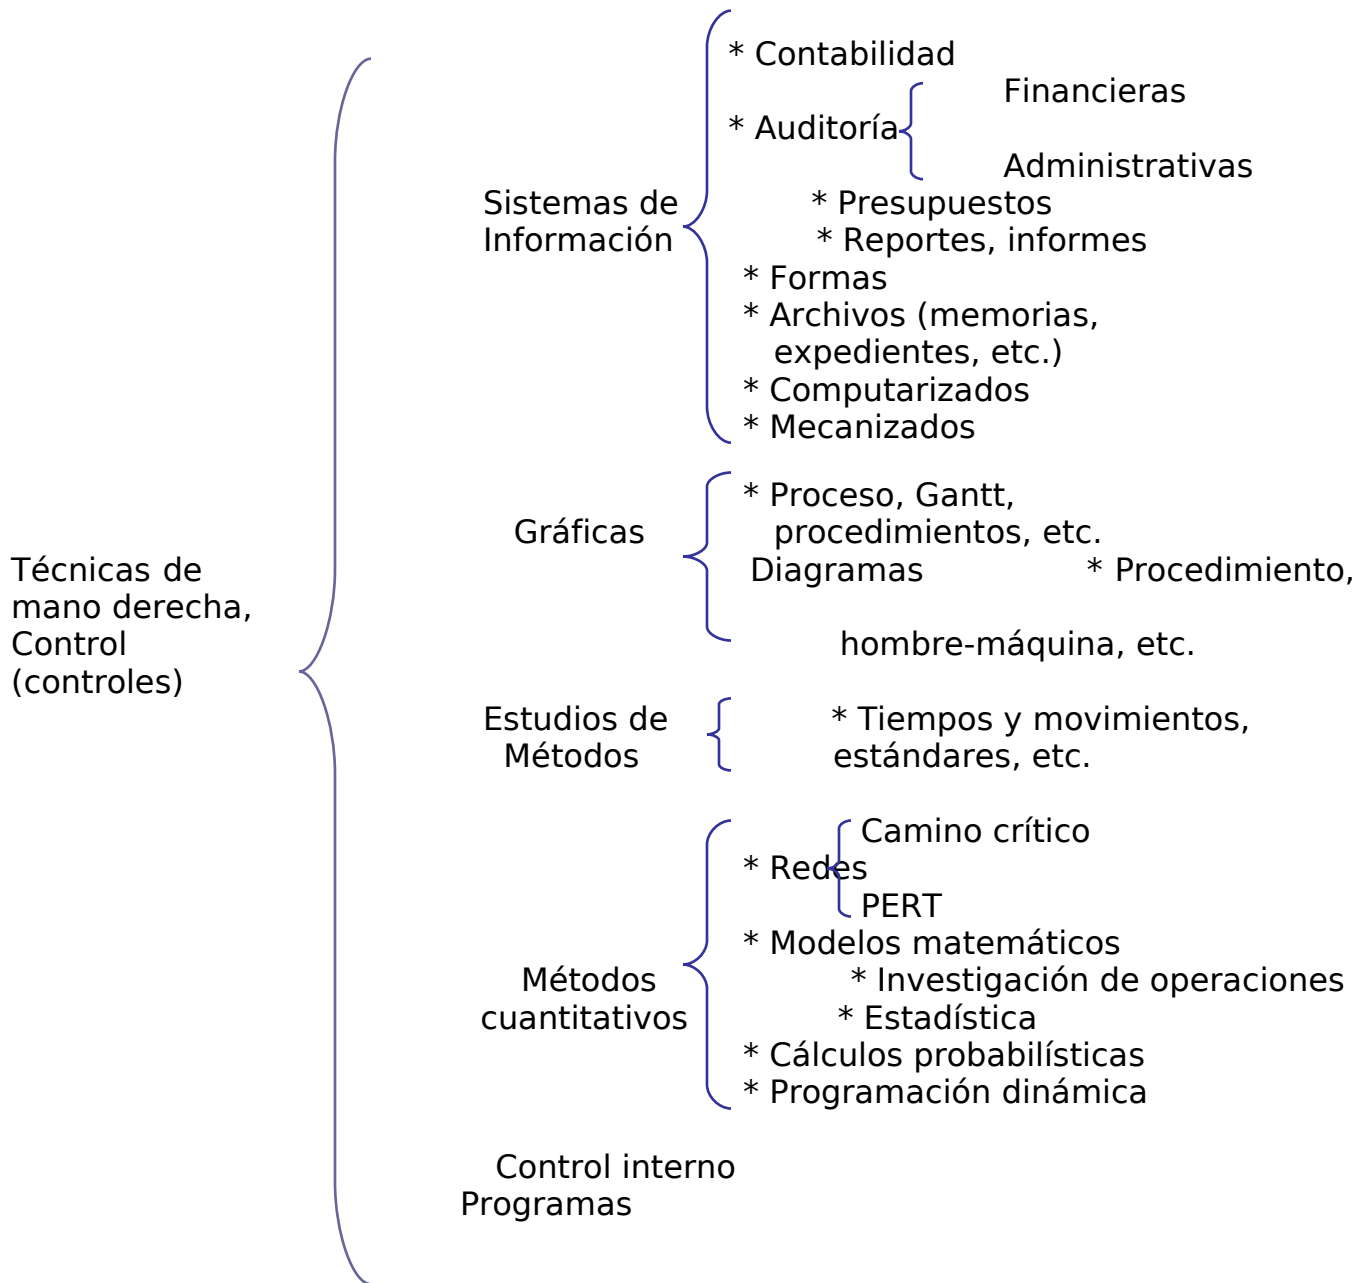 * Contabilidad
Financieras
* Auditoría
Administrativas
Sistemas de * Presupuestos
Información * Reportes, informes
* Formas
* Archivos (memorias,
expedientes, etc.)
* Computarizados
* Mecanizados
* Proceso, Gantt,
Gráficas procedimientos, etc.
Técnicas de Diagramas * Procedimiento,
mano derecha,
Control hombre-máquina, etc.
(controles)
Estudios de * Tiempos y movimientos,
Métodos estándares, etc.
Camino crítico
* Redes
PERT
* Modelos matemáticos
Métodos * Investigación de operaciones
cuantitativos * Estadística
* Cálculos probabilísticas
* Programación dinámica
Control interno
Programas